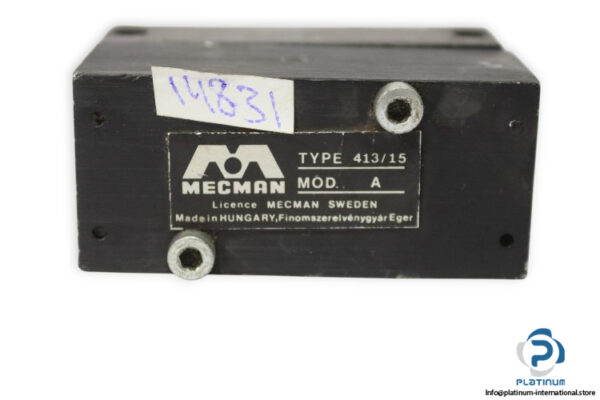 14831
MECMAN
TYPE 413/15
MOD. A
Licence MECMAN SWEDEN
Made in HUNGARY, Finomszerelvénygyár Eger
PLATINUM
Info@platinum-international.store